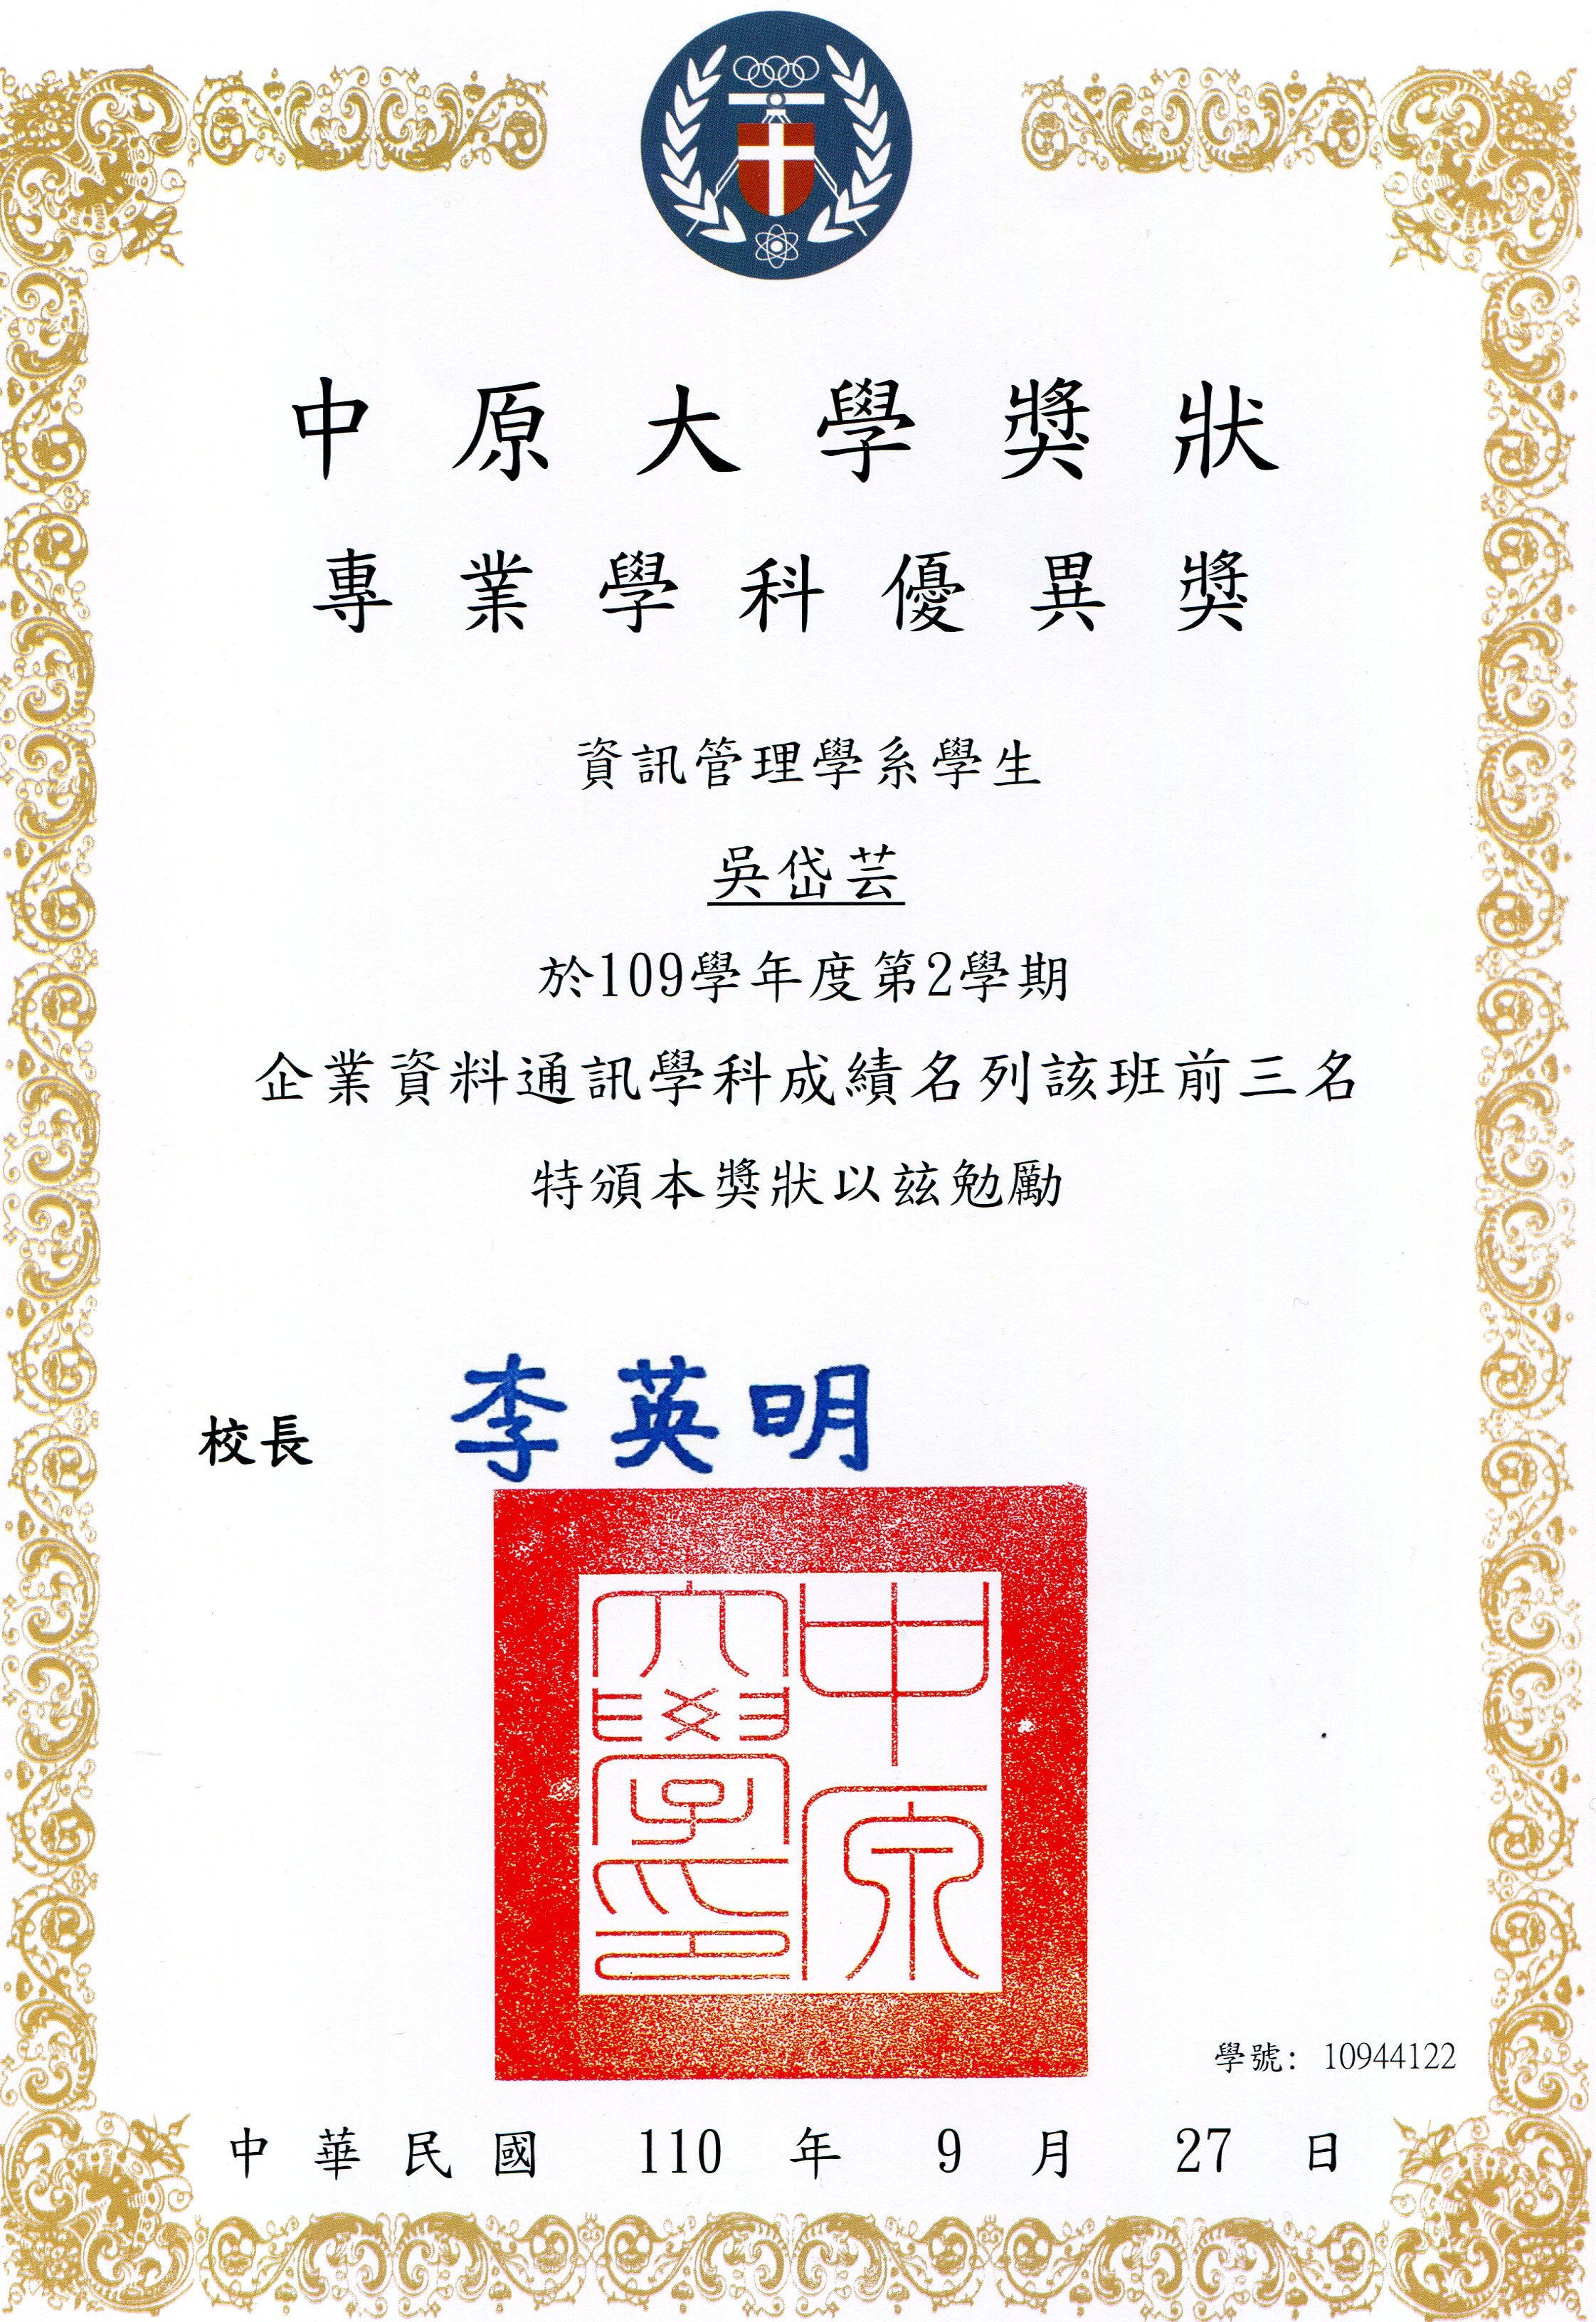 中原大學獎狀
專業學科優異獎
資訊管理學系學生
吳岱芸
於109學年度第2學期
企業資料通訊學科成績名列該班前三名
特頒本獎狀以茲勉勵
校長 李英明
中原大學印
學號：10944122
中華民國 110 年 9 月 27 日